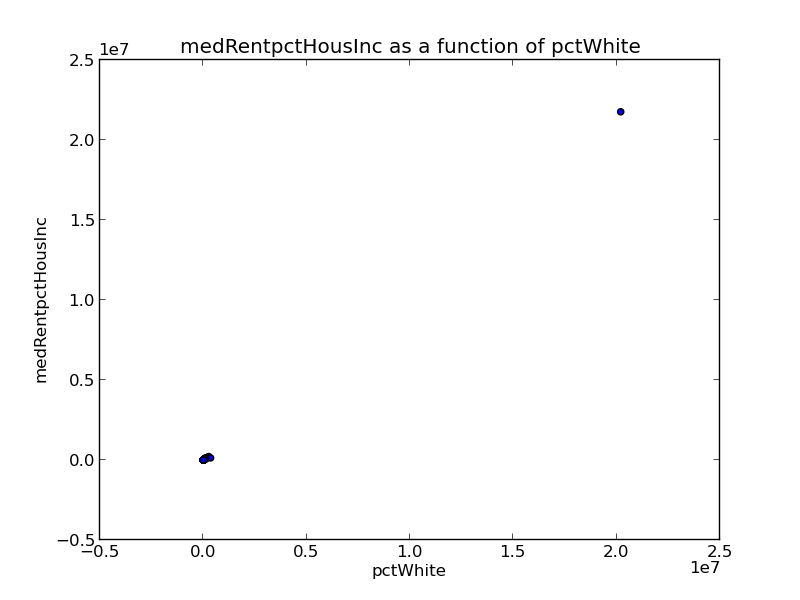 medRentpctHousInc as a function of pctWhite
1e7
2.5
2.0
1.5
1.0
0.5
0.0
−0.5
medRentpctHousInc
−0.5 0.0 0.5 1.0 1.5 2.0 2.5
1e7
pctWhite